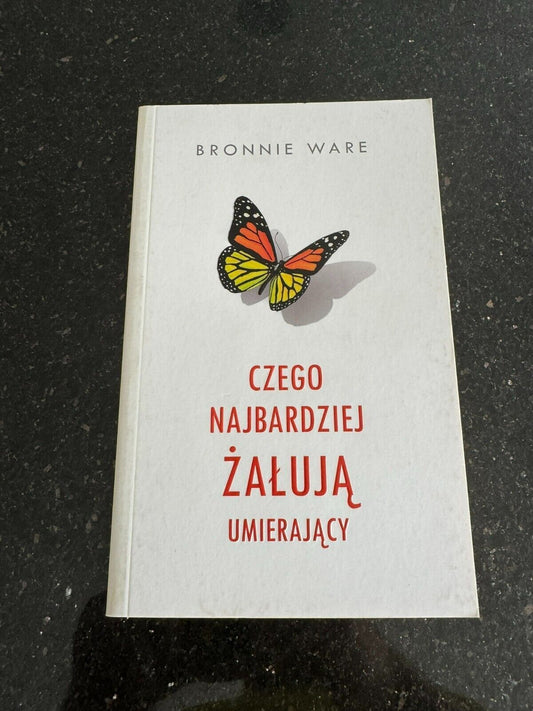 BRONNIE WARE
CZEGO
NAJBARDZIEJ
ŻAŁUJĄ
UMIERAJĄCY